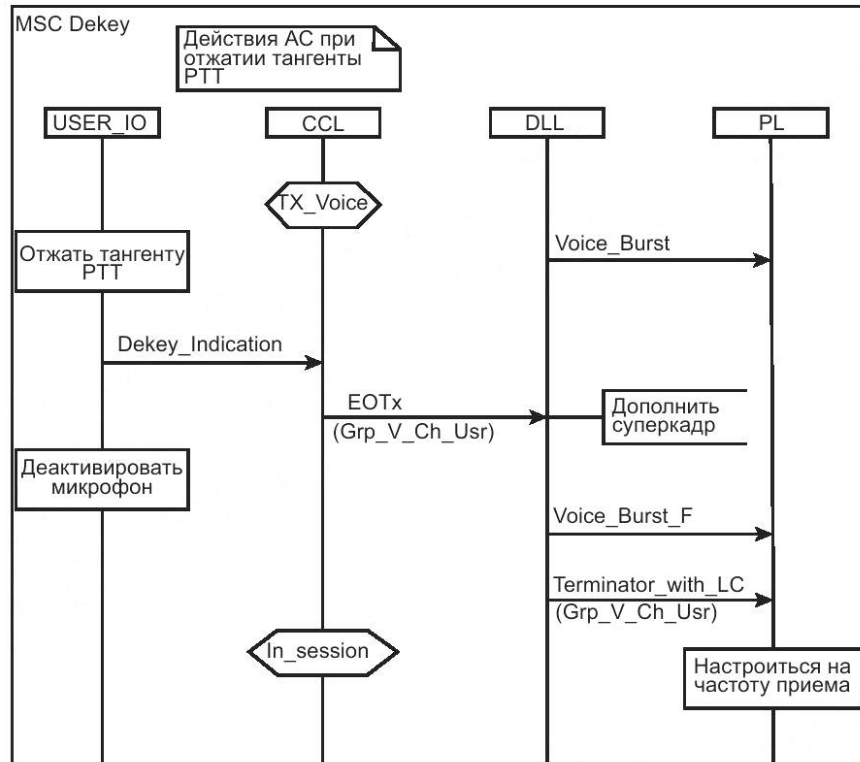 MSC Dekey
Действия АС при
отжатии тангенты
PTT
USER_IO
CCL
DLL
PL
TX_Voice
Отжать тангенту
PTT
Voice_Burst
Dekey_Indication
EOTx
(Grp_V_Ch_Usr)
Дополнить
суперкадр
Деактивировать
микрофон
Voice_Burst_F
Terminator_with_LC
(Grp_V_Ch_Usr)
In_session
Настроиться на
частоту приема